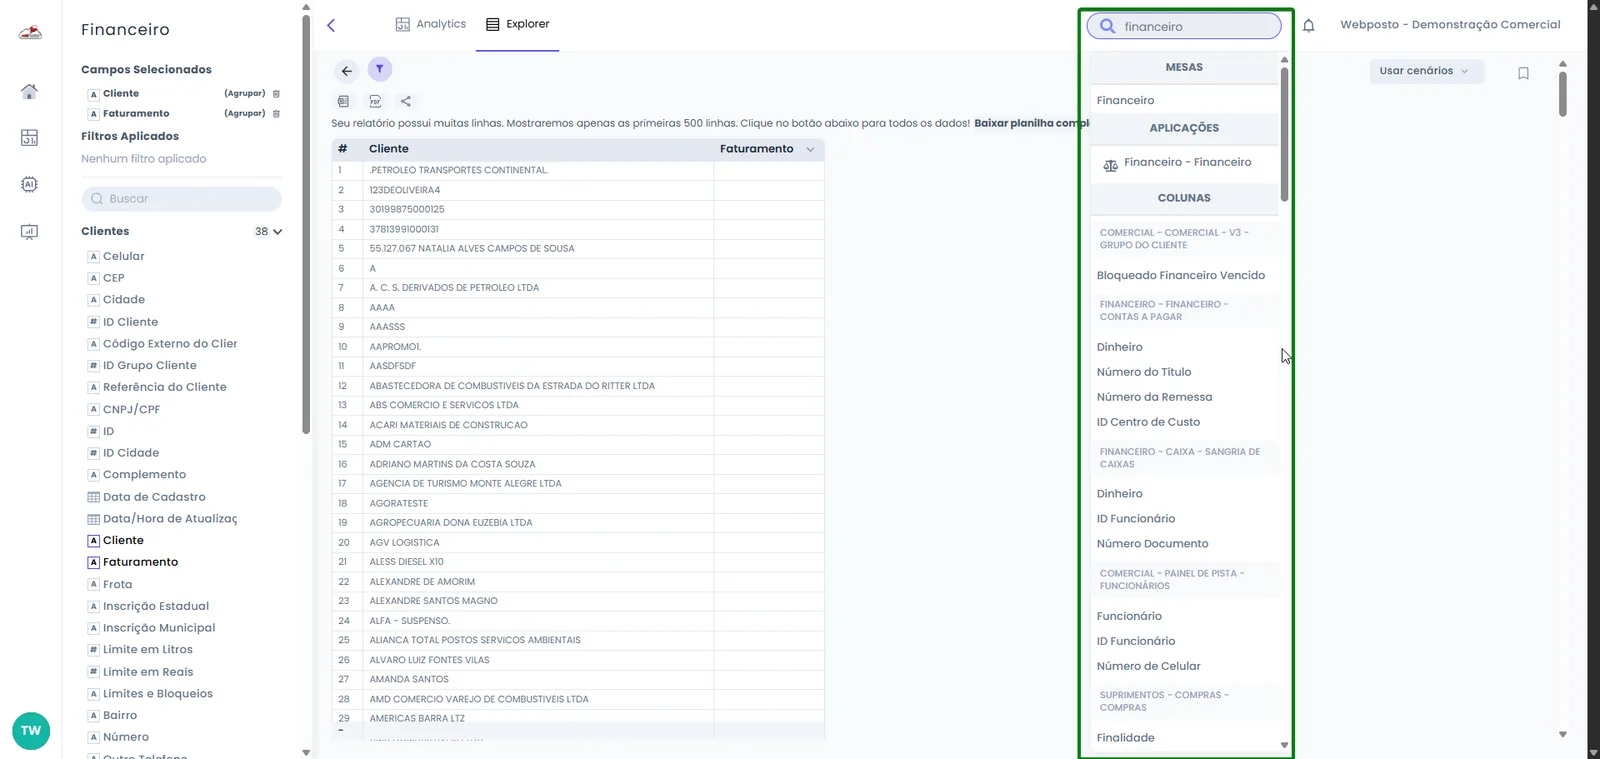 Financeiro
Campos Selecionados
Cliente (Agrupar)
Faturamento (Agrupar)
Filtros Aplicados
Nenhum filtro aplicado
Buscar
Clientes 38
Celular
CEP
Cidade
ID Cliente
Código Externo do Clier
ID Grupo Cliente
Referência do Cliente
CNPJ/CPF
ID
ID Cidade
Complemento
Data de Cadastro
Data/Hora de Atualizaç
Cliente
Faturamento
Frota
Inscrição Estadual
Inscrição Municipal
Limite em Litros
Limite em Reais
Limites e Bloqueios
Bairro
Número
TW
Analytics
Explorer
Seu relatório possui muitas linhas. Mostraremos apenas as primeiras 500 linhas. Clique no botão abaixo para todos os dados! Baixar planilha compl
# Cliente Faturamento
1 .PETROLEO TRANSPORTES CONTINENTAL.
2 123DEOLIVEIRA4
3 30199875000125
4 37813991000131
5 55.127.067 NATALIA ALVES CAMPOS DE SOUSA
6 A
7 A. C. S. DERIVADOS DE PETROLEO LTDA
8 AAAA
9 AAASSS
10 AAPROMO1.
11 AASDFSDF
12 ABASTECEDORA DE COMBUSTIVEIS DA ESTRADA DO RITTER LTDA
13 ABS COMERCIO E SERVICOS LTDA
14 ACARI MATERIAIS DE CONSTRUCAO
15 ADM CARTAO
16 ADRIANO MARTINS DA COSTA SOUZA
17 AGENCIA DE TURISMO MONTE ALEGRE LTDA
18 AGORATESTE
19 AGROPECUARIA DONA EUZEBIA LTDA
20 AGV LOGISTICA
21 ALESS DIESEL X10
22 ALEXANDRE DE AMORIM
23 ALEXANDRE SANTOS MAGNO
24 ALFA - SUSPENSO.
25 ALIANCA TOTAL POSTOS SERVICOS AMBIENTAIS
26 ALVARO LUIZ FONTES VILAS
27 AMANDA SANTOS
28 AMD COMERCIO VAREJO DE COMBUSTIVEIS LTDA
29 AMERICAS BARRA LTZ
-
financeiro
MESAS
Financeiro
APLICAÇÕES
Financeiro - Financeiro
COLUNAS
COMERCIAL - COMERCIAL - V3 -
GRUPO DO CLIENTE
Bloqueado Financeiro Vencido
FINANCEIRO - FINANCEIRO -
CONTAS A PAGAR
Dinheiro
Número do Título
Número da Remessa
ID Centro de Custo
FINANCEIRO - CAIXA - SANGRIA DE
CAIXAS
Dinheiro
ID Funcionário
Número Documento
COMERCIAL - PAINEL DE PISTA -
FUNCIONÁRIOS
Funcionário
ID Funcionário
Número de Celular
SUPRIMENTOS - COMPRAS -
COMPRAS
Finalidade
Webposto - Demonstração Comercial
Usar cenários